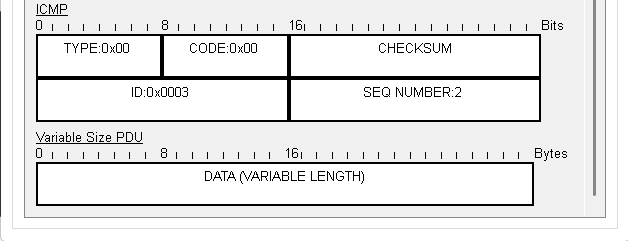 ICMP
0 8 16 Bits
TYPE:0x00 CODE:0x00 CHECKSUM
ID:0x0003 SEQ NUMBER:2
Variable Size PDU
0 8 16 Bytes
DATA (VARIABLE LENGTH)